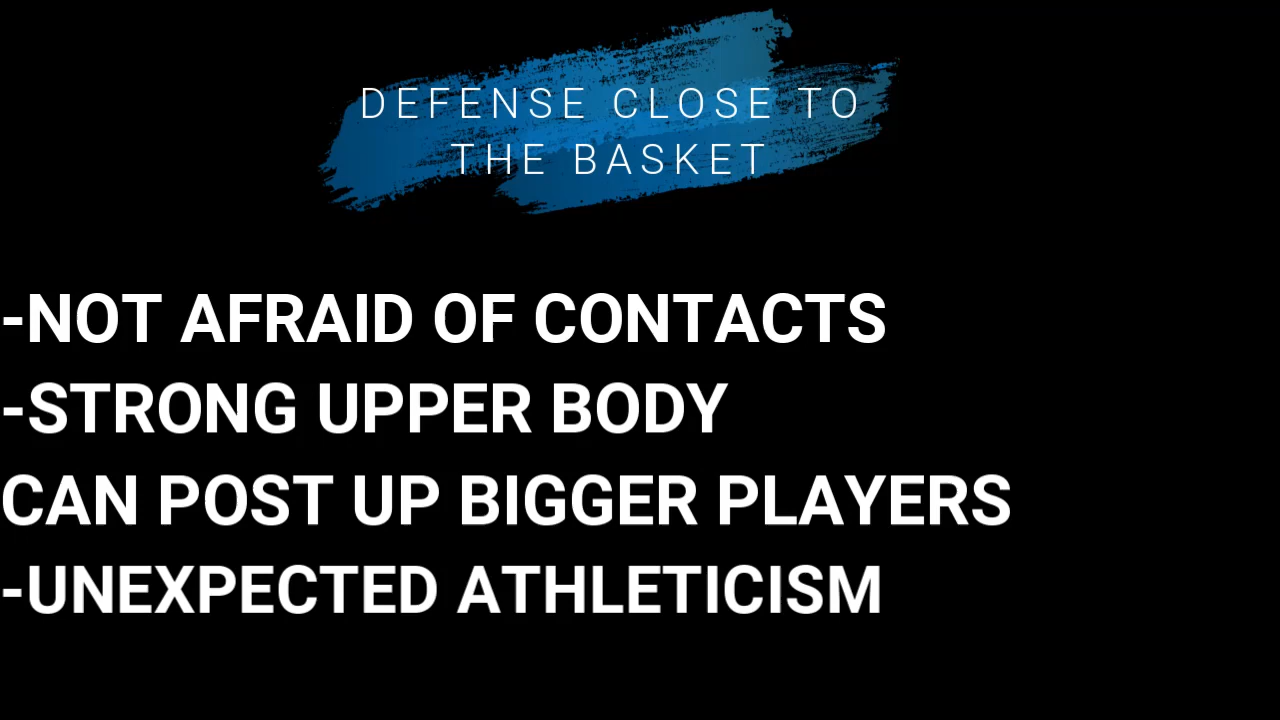 DEFENSE CLOSE TO
THE BASKET
-NOT AFRAID OF CONTACTS
-STRONG UPPER BODY
CAN POST UP BIGGER PLAYERS
-UNEXPECTED ATHLETICISM